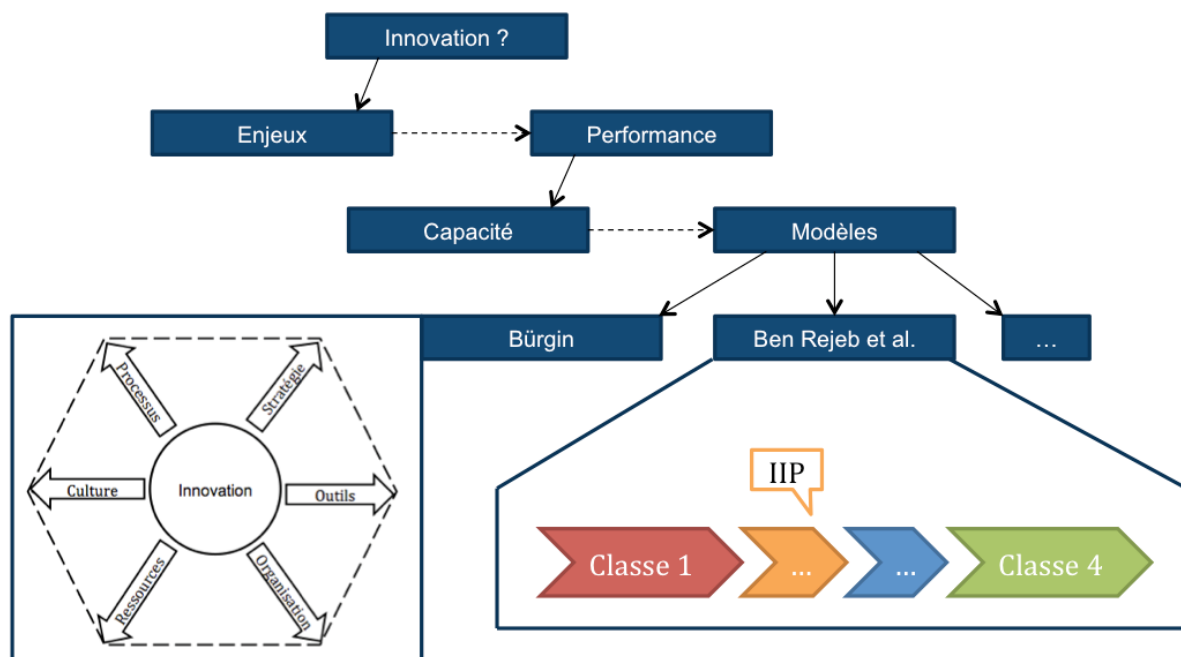 Innovation ?
Enjeux
Performance
Capacité
Modèles
Bürgin
Ben Rejeb et al.
...
Processus
Stratégie
Culture
Innovation
Outils
Ressources
Organisation
IIP
Classe 1
...
...
Classe 4